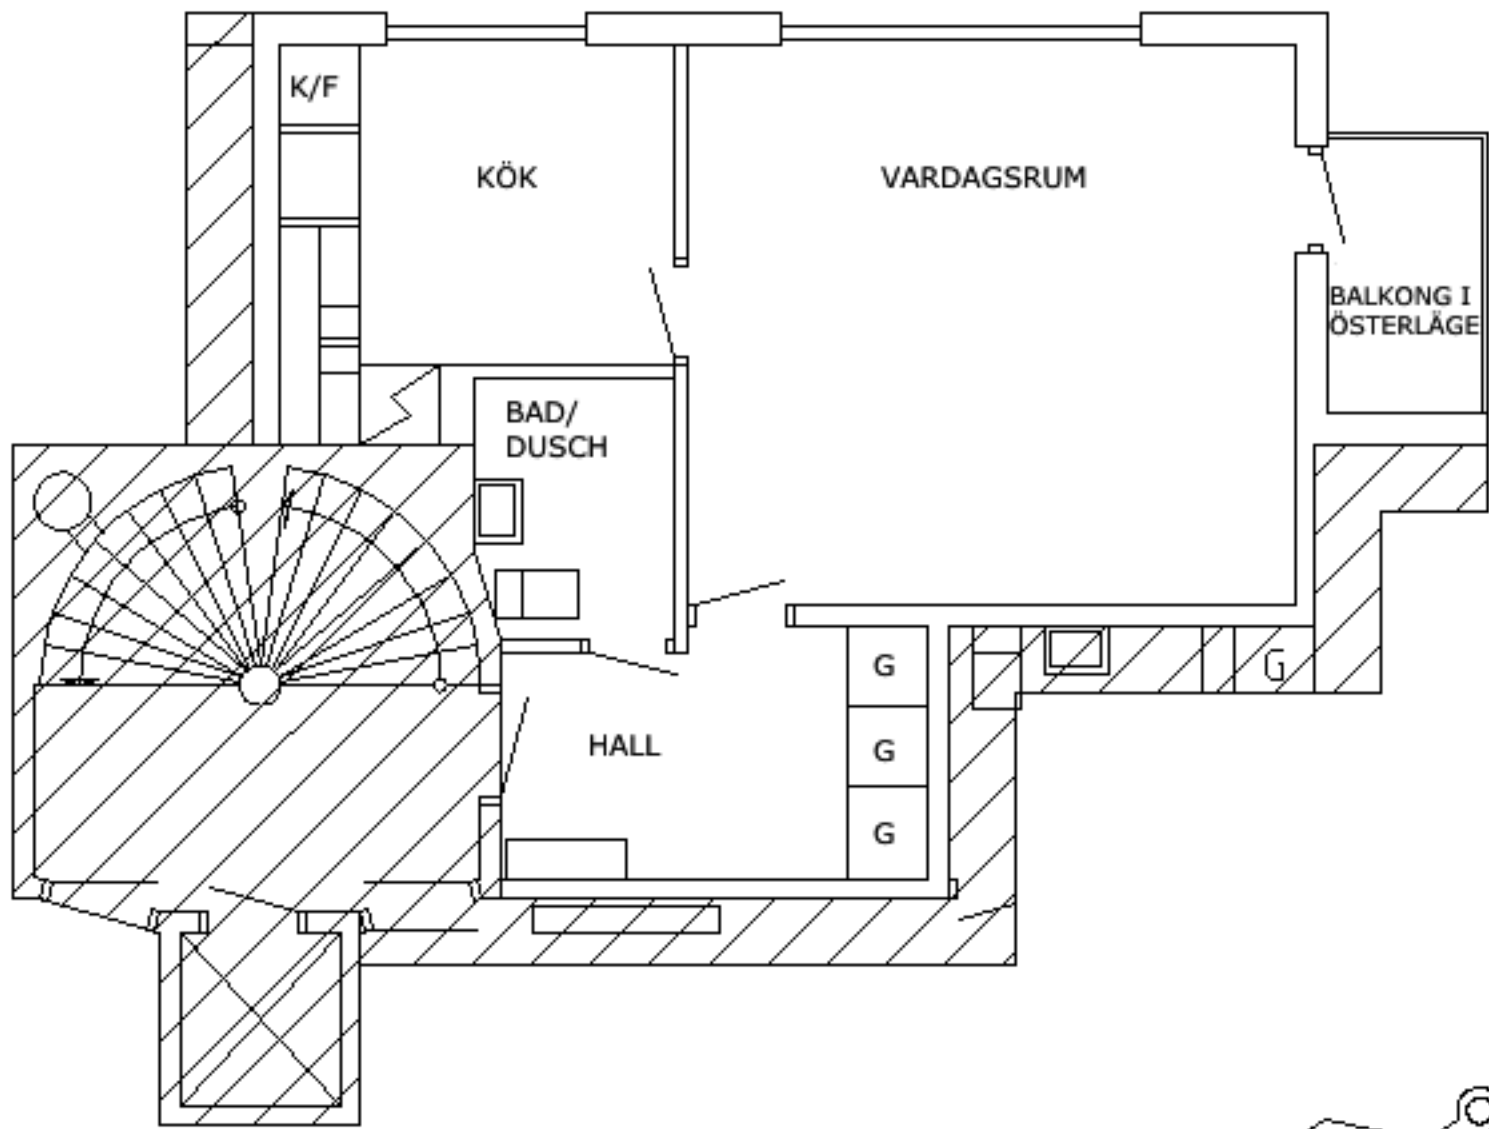 K/F
KÖK
VARDAGSRUM
BALKONG I
ÖSTERLÄGE
BAD/
DUSCH
G
G
HALL
G
G